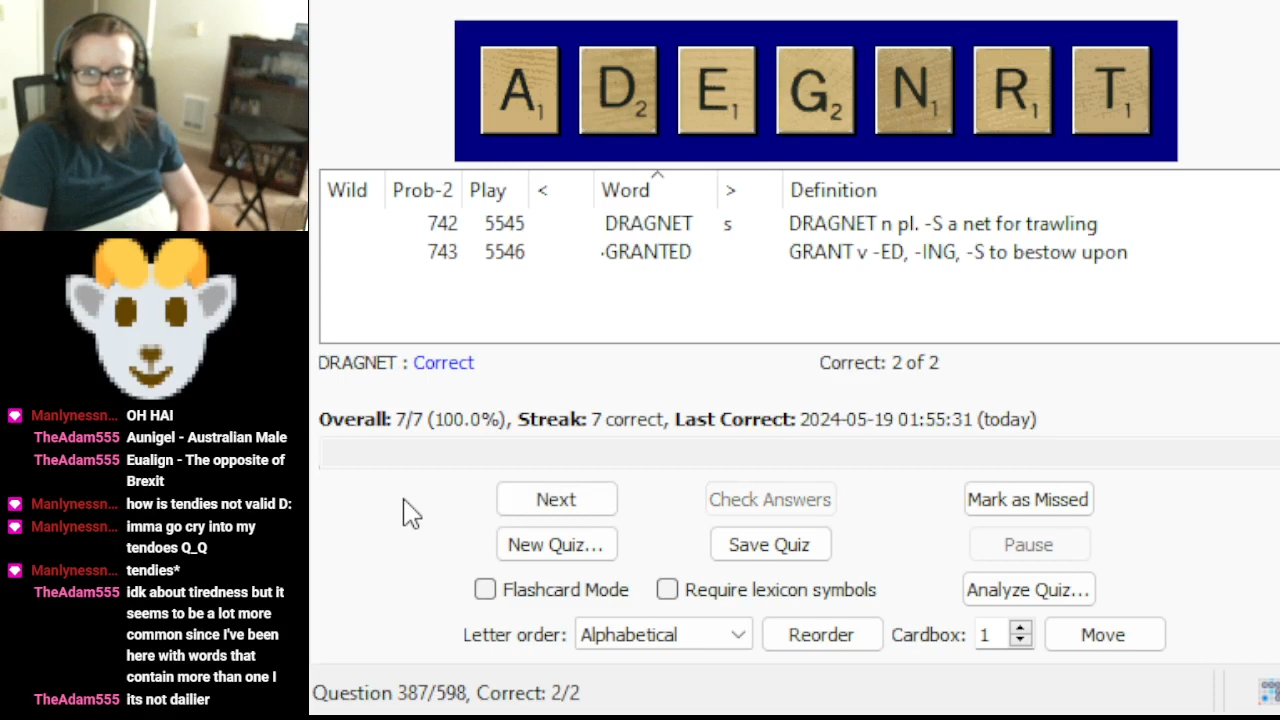 A1 D2 E1 G2 N1 R1 T1
Wild Prob-2 Play < Word > Definition
742 5545 DRAGNET s DRAGNET n pl. -S a net for trawling
743 5546 ·GRANTED GRANT v -ED, -ING, -S to bestow upon
DRAGNET : Correct Correct: 2 of 2
Overall: 7/7 (100.0%), Streak: 7 correct, Last Correct: 2024-05-19 01:55:31 (today)
Next Check Answers Mark as Missed
New Quiz... Save Quiz Pause
Flashcard Mode Require lexicon symbols Analyze Quiz...
Letter order: Alphabetical Reorder Cardbox: 1 Move
Question 387/598, Correct: 2/2
Manlynessn... OH HAI
TheAdam555 Aunigel - Australian Male
TheAdam555 Eualign - The opposite of
Brexit
Manlynessn... how is tendies not valid D:
Manlynessn... imma go cry into my
tendoes Q_Q
Manlynessn... tendies*
TheAdam555 idk about tiredness but it
seems to be a lot more
common since I've been
here with words that
contain more than one I
TheAdam555 its not dailier